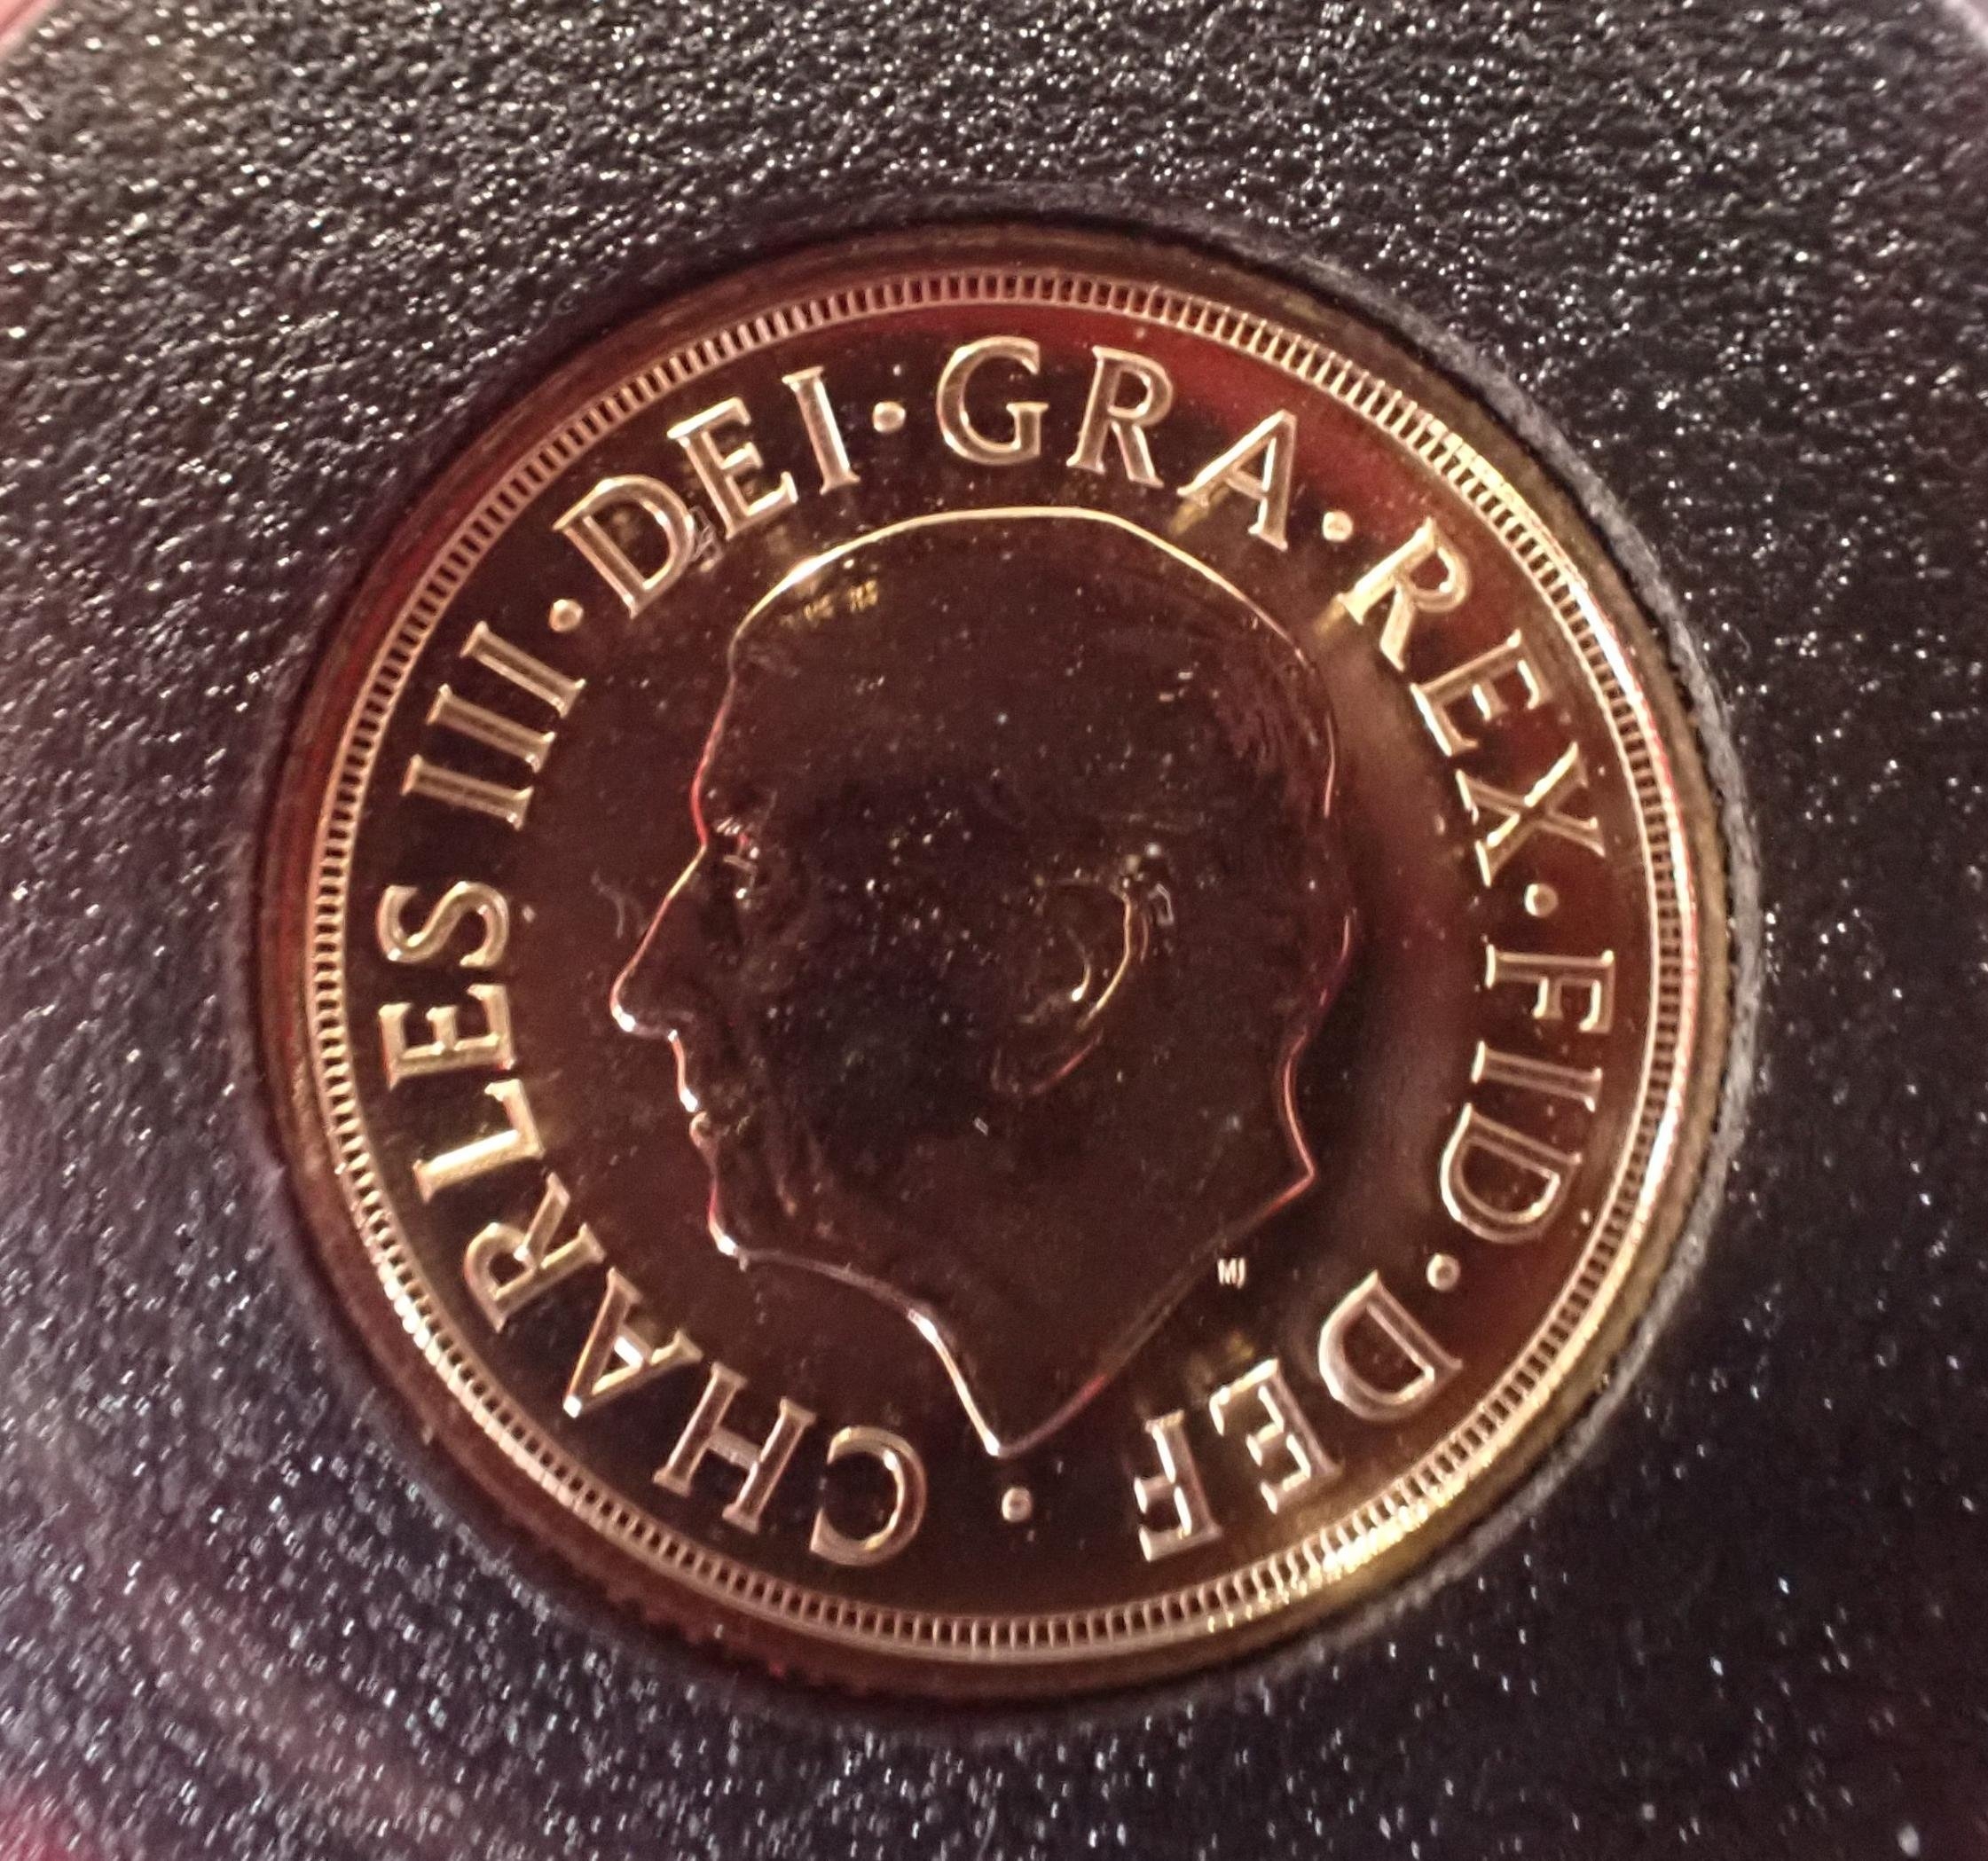 · CHARLES III · DEI · GRA · REX · FID · DEF
MJ